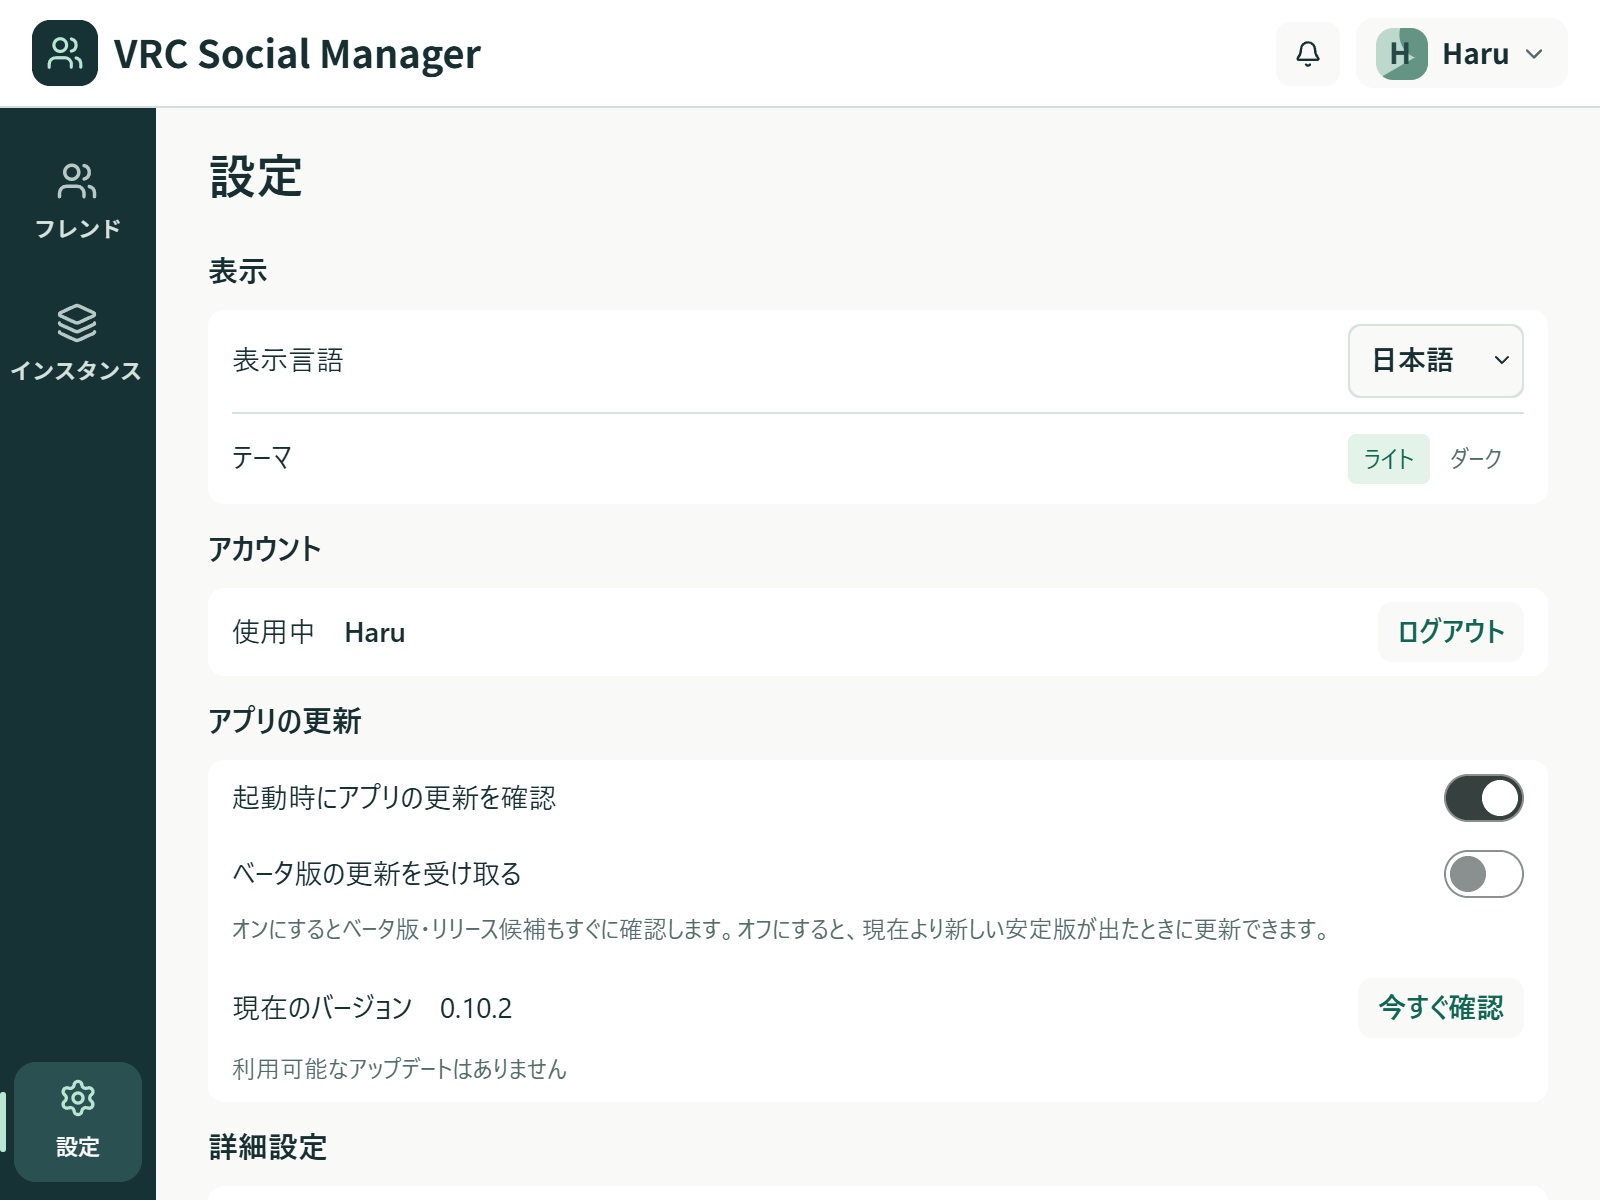 VRC Social Manager
H Haru
フレンド
インスタンス
設定
設定
表示
表示言語
日本語
テーマ
ライト ダーク
アカウント
使用中 Haru
ログアウト
アプリの更新
起動時にアプリの更新を確認
ベータ版の更新を受け取る
オンにするとベータ版・リリース候補もすぐに確認します。オフにすると、現在より新しい安定版が出たときに更新できます。
現在のバージョン 0.10.2
今すぐ確認
利用可能なアップデートはありません
詳細設定